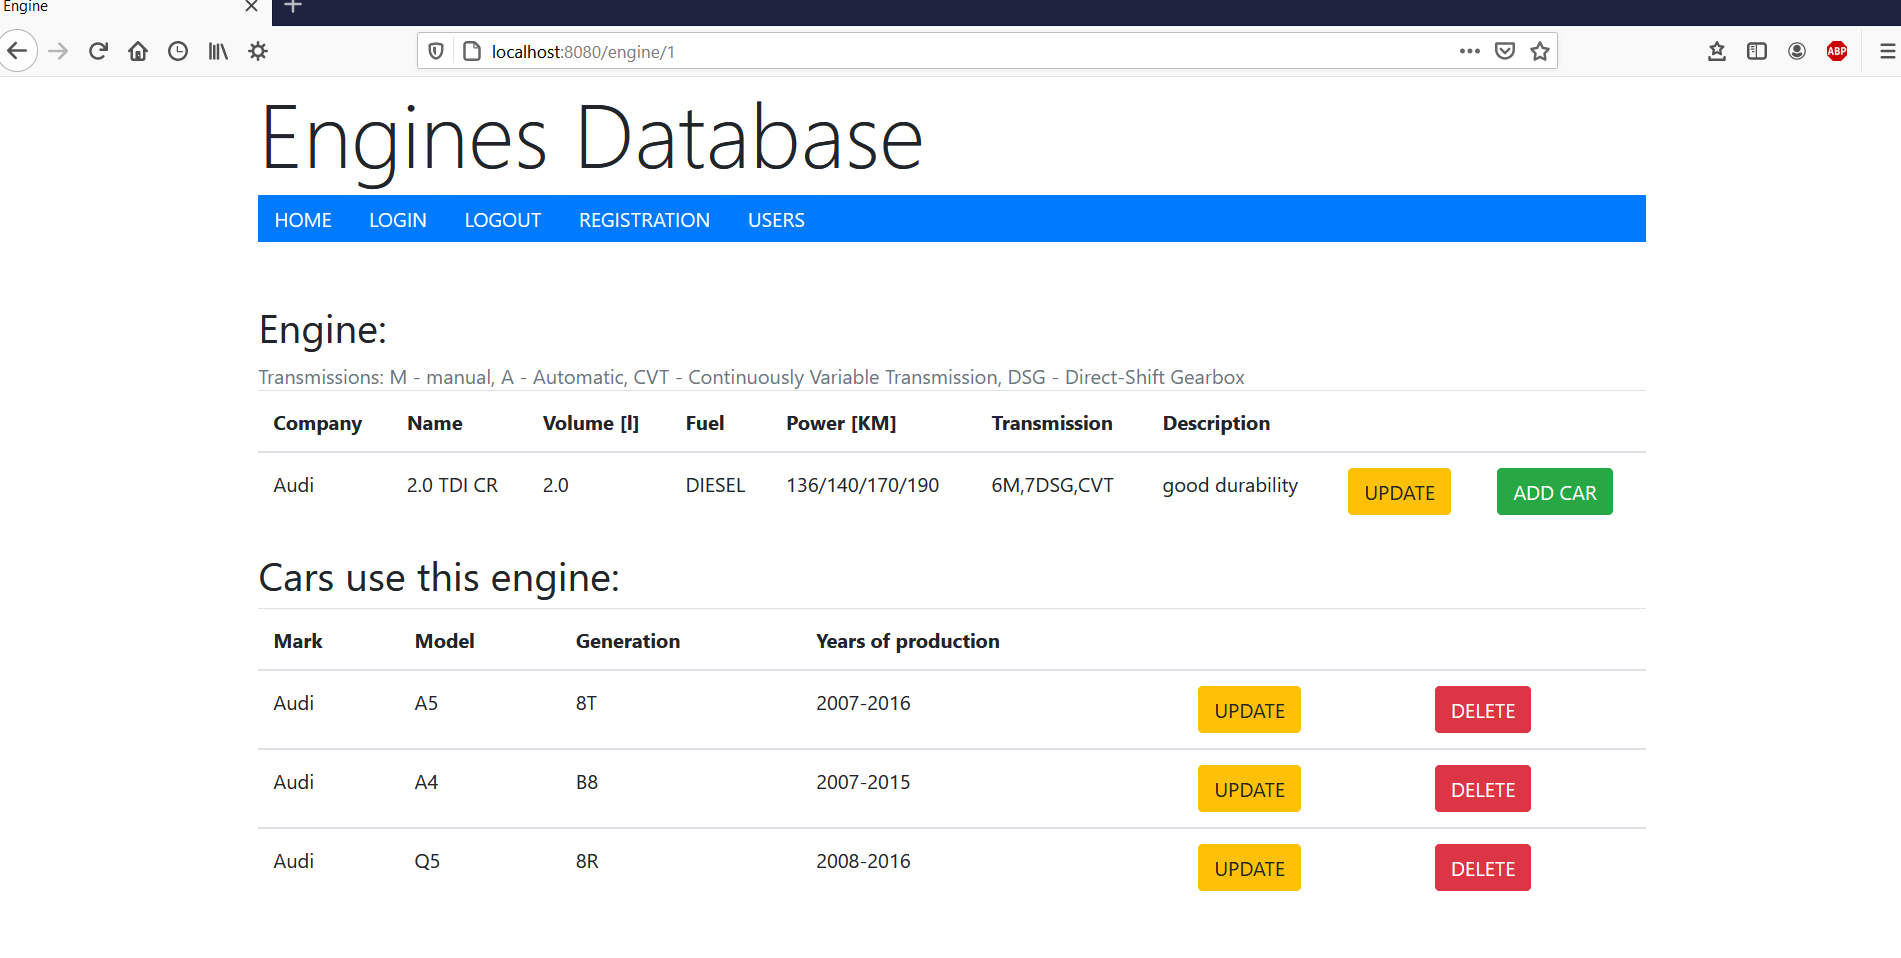 Engine
localhost:8080/engine/1
ABP
Engines Database
HOME LOGIN LOGOUT REGISTRATION USERS
Engine:
Transmissions: M - manual, A - Automatic, CVT - Continuously Variable Transmission, DSG - Direct-Shift Gearbox
Company Name Volume [l] Fuel Power [KM] Transmission Description
Audi 2.0 TDI CR 2.0 DIESEL 136/140/170/190 6M,7DSG,CVT good durability UPDATE ADD CAR
Cars use this engine:
Mark Model Generation Years of production
Audi A5 8T 2007-2016 UPDATE DELETE
Audi A4 B8 2007-2015 UPDATE DELETE
Audi Q5 8R 2008-2016 UPDATE DELETE